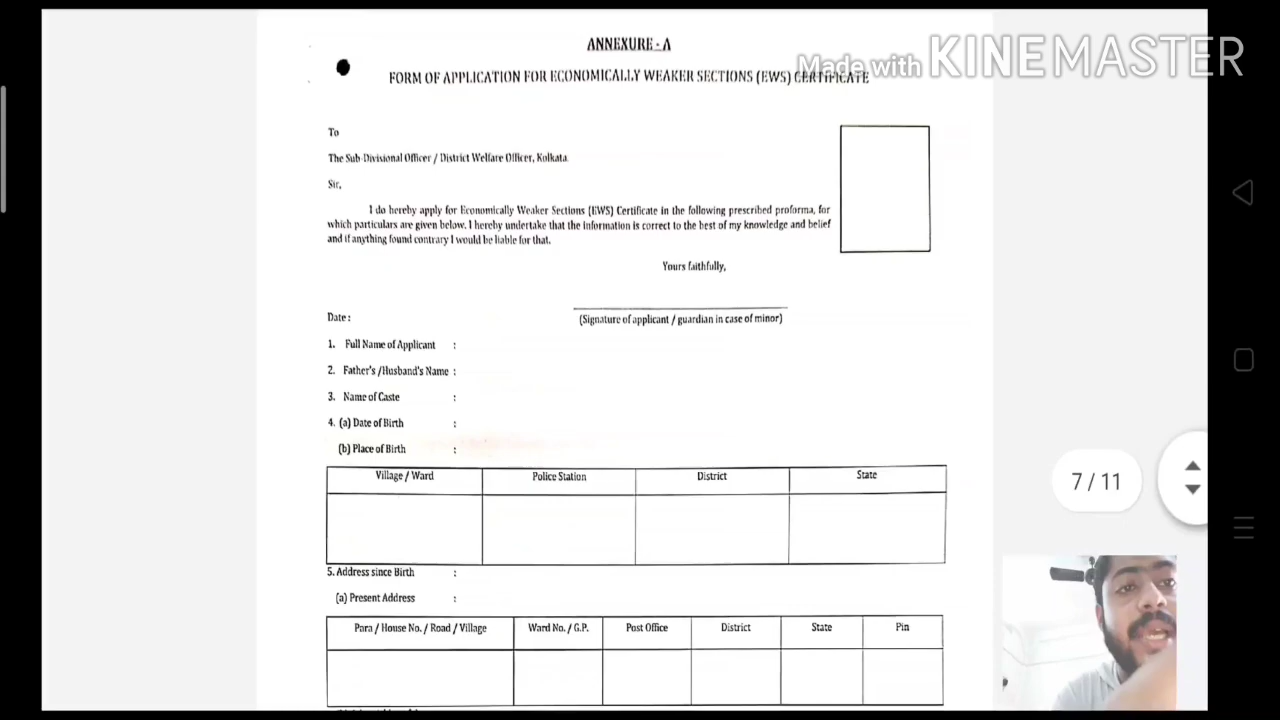 ANNEXURE - A
Made with KINEMASTER
FORM OF APPLICATION FOR ECONOMICALLY WEAKER SECTIONS (EWS) CERTIFICATE
To
The Sub-Divisional Officer / District Welfare Officer, Kolkata
Sir,
I do hereby apply for Economically Weaker Sections (EWS) Certificate in the following prescribed proforma, for
which particulars are given below. I hereby undertake that the information is correct to the best of my knowledge and belief
and if anything found contrary I would be liable for that.
Yours faithfully,
Date :
(Signature of applicant / guardian in case of minor)
1. Full Name of Applicant :
2. Father's /Husband's Name :
3. Name of Caste :
4. (a) Date of Birth :
(b) Place of Birth :
Village / Ward Police Station District State
7 / 11
5. Address since Birth :
(a) Present Address :
Para / House No. / Road / Village Ward No. / G.P. Post Office District State Pin